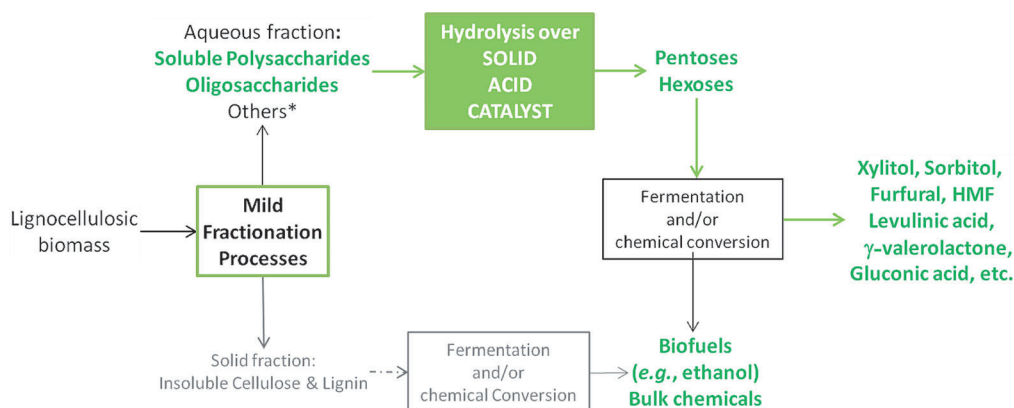 Aqueous fraction:
Soluble Polysaccharides
Oligosaccharides
Others*
Hydrolysis over
SOLID
ACID
CATALYST
Pentoses
Hexoses
Lignocellulosic
biomass
Mild
Fractionation
Processes
Fermentation
and/or
chemical conversion
Xylitol, Sorbitol,
Furfural, HMF
Levulinic acid,
γ-valerolactone,
Gluconic acid, etc.
Solid fraction:
Insoluble Cellulose & Lignin
Fermentation
and/or
chemical Conversion
Biofuels
(e.g., ethanol)
Bulk chemicals